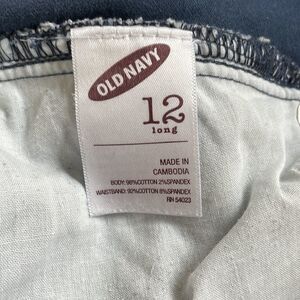 OLD NAVY
12
long
MADE IN
CAMBODIA
BODY: 98%COTTON 2%SPANDEX
WAISTBAND: 92%COTTON 8%SPANDEX
RN 54023